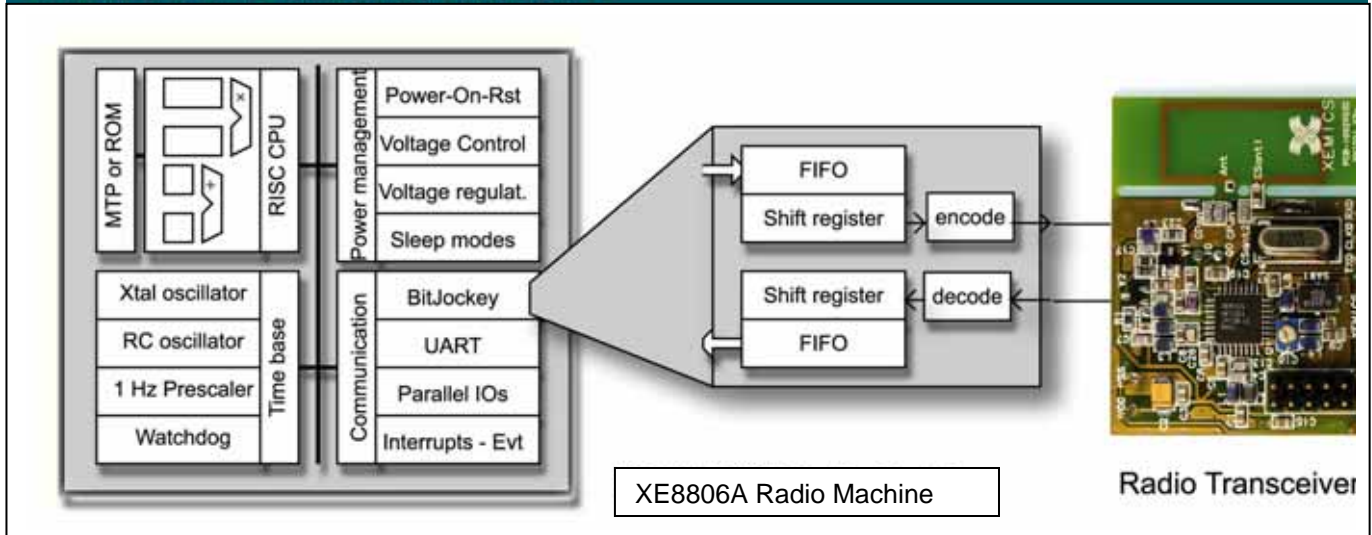 MTP or ROM
×
+
RISC CPU
Power management
Power-On-Rst
Voltage Control
Voltage regulat.
Sleep modes
Xtal oscillator
RC oscillator
1 Hz Prescaler
Watchdog
Time base
Communication
BitJockey
UART
Parallel IOs
Interrupts - Evt
FIFO
Shift register
encode
Shift register
decode
FIFO
XEMICS
Ant
XE8806A Radio Machine
Radio Transceiver